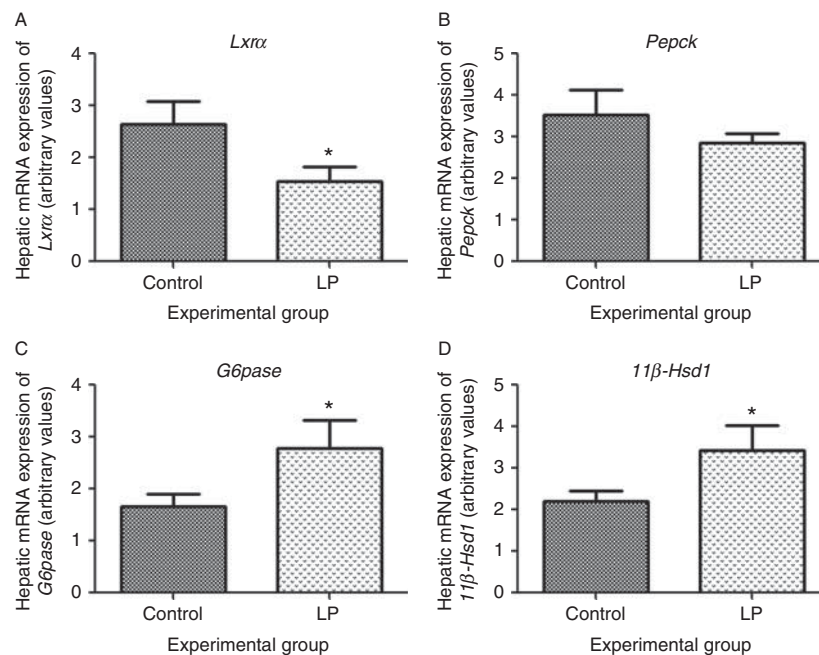 A
Lxrα
Hepatic mRNA expression of
Lxrα (arbitrary values)
4
3
2
1
0
*
Control
LP
Experimental group
B
Pepck
Hepatic mRNA expression of
Pepck (arbitrary values)
5
4
3
2
1
0
Control
LP
Experimental group
C
G6pase
Hepatic mRNA expression of
G6pase (arbitrary values)
4
3
2
1
0
*
Control
LP
Experimental group
D
11β-Hsd1
Hepatic mRNA expression of
11β-Hsd1 (arbitrary values)
5
4
3
2
1
0
*
Control
LP
Experimental group